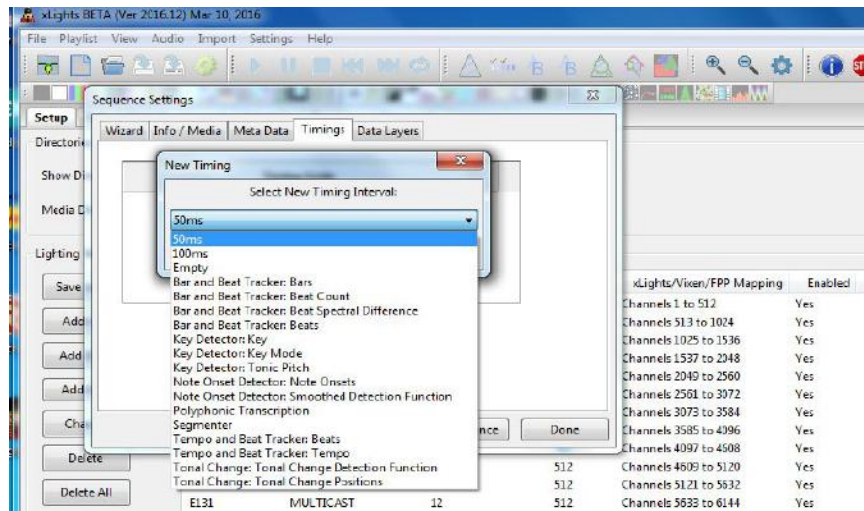 xLights BETA (Ver 2016.12) Mar 10, 2016
File Playlist View Audio Import Settings Help
Sequence Settings
Setup
Wizard Info / Media Meta Data Timings Data Layers
New Timing
Show
Select New Timing Interval:
Media
50ms
Lighting
50ms
100ms
Empty
Bar and Beat Tracker: Bars
Bar and Beat Tracker: Beat Count
Bar and Beat Tracker: Beat Spectral Difference
Bar and Beat Tracker: Beats
Key Detector: Key
Key Detector: Key Mode
Key Detector: Tonic Pitch
Note Onset Detector: Note Onsets
Note Onset Detector: Smoothed Detection Function
Polyphonic Transcription
Segmenter
Tempo and Beat Tracker: Beats
Tempo and Beat Tracker: Tempo
Tonal Change: Tonal Change Detection Function
Tonal Change: Tonal Change Positions
Save
Add
Add
Add
Delete
Delete All
Done
xLights/Vixen/FPP Mapping Enabled
Channels 1 to 512 Yes
Channels 513 to 1024 Yes
Channels 1025 to 1536 Yes
Channels 1537 to 2048 Yes
Channels 2049 to 2560 Yes
Channels 2561 to 3072 Yes
Channels 3073 to 3584 Yes
Channels 3585 to 4096 Yes
Channels 4097 to 4608 Yes
512 Channels 4609 to 5120 Yes
512 Channels 5121 to 5632 Yes
E131 MULTICAST 12 512 Channels 5633 to 6144 Yes